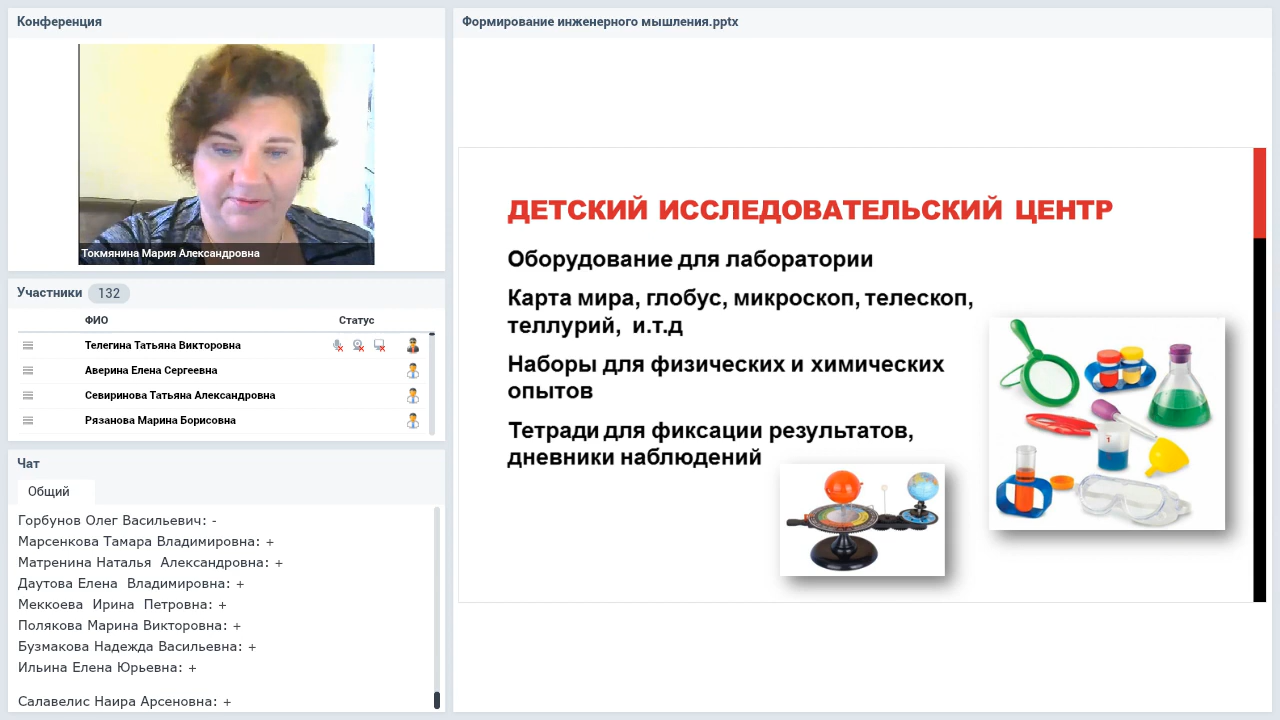 Конференция
Токмянина Мария Александровна
Участники 132
ФИО Статус
Телегина Татьяна Викторовна
Аверина Елена Сергеевна
Севиринова Татьяна Александровна
Рязанова Марина Борисовна
Чат
Общий
Горбунов Олег Васильевич: -
Марсенкова Тамара Владимировна: +
Матренина Наталья Александровна: +
Даутова Елена Владимировна: +
Меккоева Ирина Петровна: +
Полякова Марина Викторовна: +
Бузмакова Надежда Васильевна: +
Ильина Елена Юрьевна: +
Салавелис Наира Арсеновна: +
Формирование инженерного мышления.pptx
ДЕТСКИЙ ИССЛЕДОВАТЕЛЬСКИЙ ЦЕНТР
Оборудование для лаборатории
Карта мира, глобус, микроскоп, телескоп,
теллурий, и.т.д
Наборы для физических и химических
опытов
Тетради для фиксации результатов,
дневники наблюдений